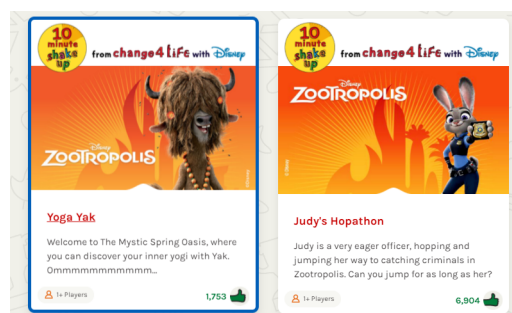 10
minute
shake
up
from change4life with Disney
Disney
ZOOTROPOLIS
Yoga Yak
Welcome to The Mystic Spring Oasis, where
you can discover your inner yogi with Yak.
Ommmmmmmmmmm...
1+ Players
1,753
10
minute
shake
up
from change4life with Disney
Disney
ZOOTROPOLIS
Judy's Hopathon
Judy is a very eager officer, hopping and
jumping her way to catching criminals in
Zootropolis. Can you jump for as long as her?
1+ Players
6,904